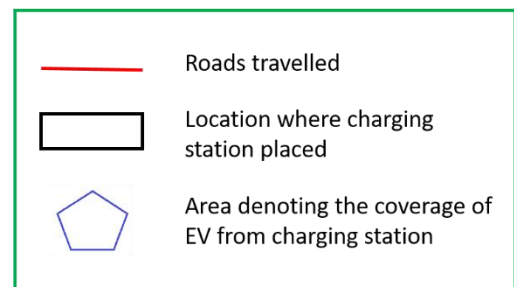 Roads travelled
Location where charging
station placed
Area denoting the coverage of
EV from charging station